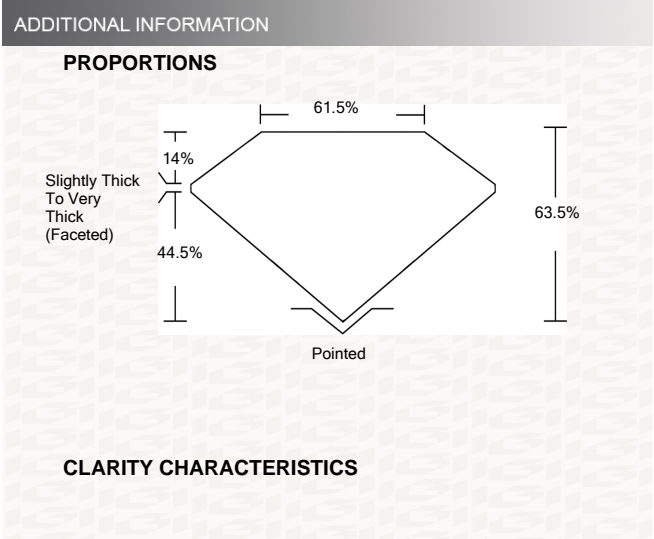 ADDITIONAL INFORMATION
PROPORTIONS
61.5%
14%
Slightly Thick
To Very
Thick
(Faceted)
63.5%
44.5%
Pointed
CLARITY CHARACTERISTICS